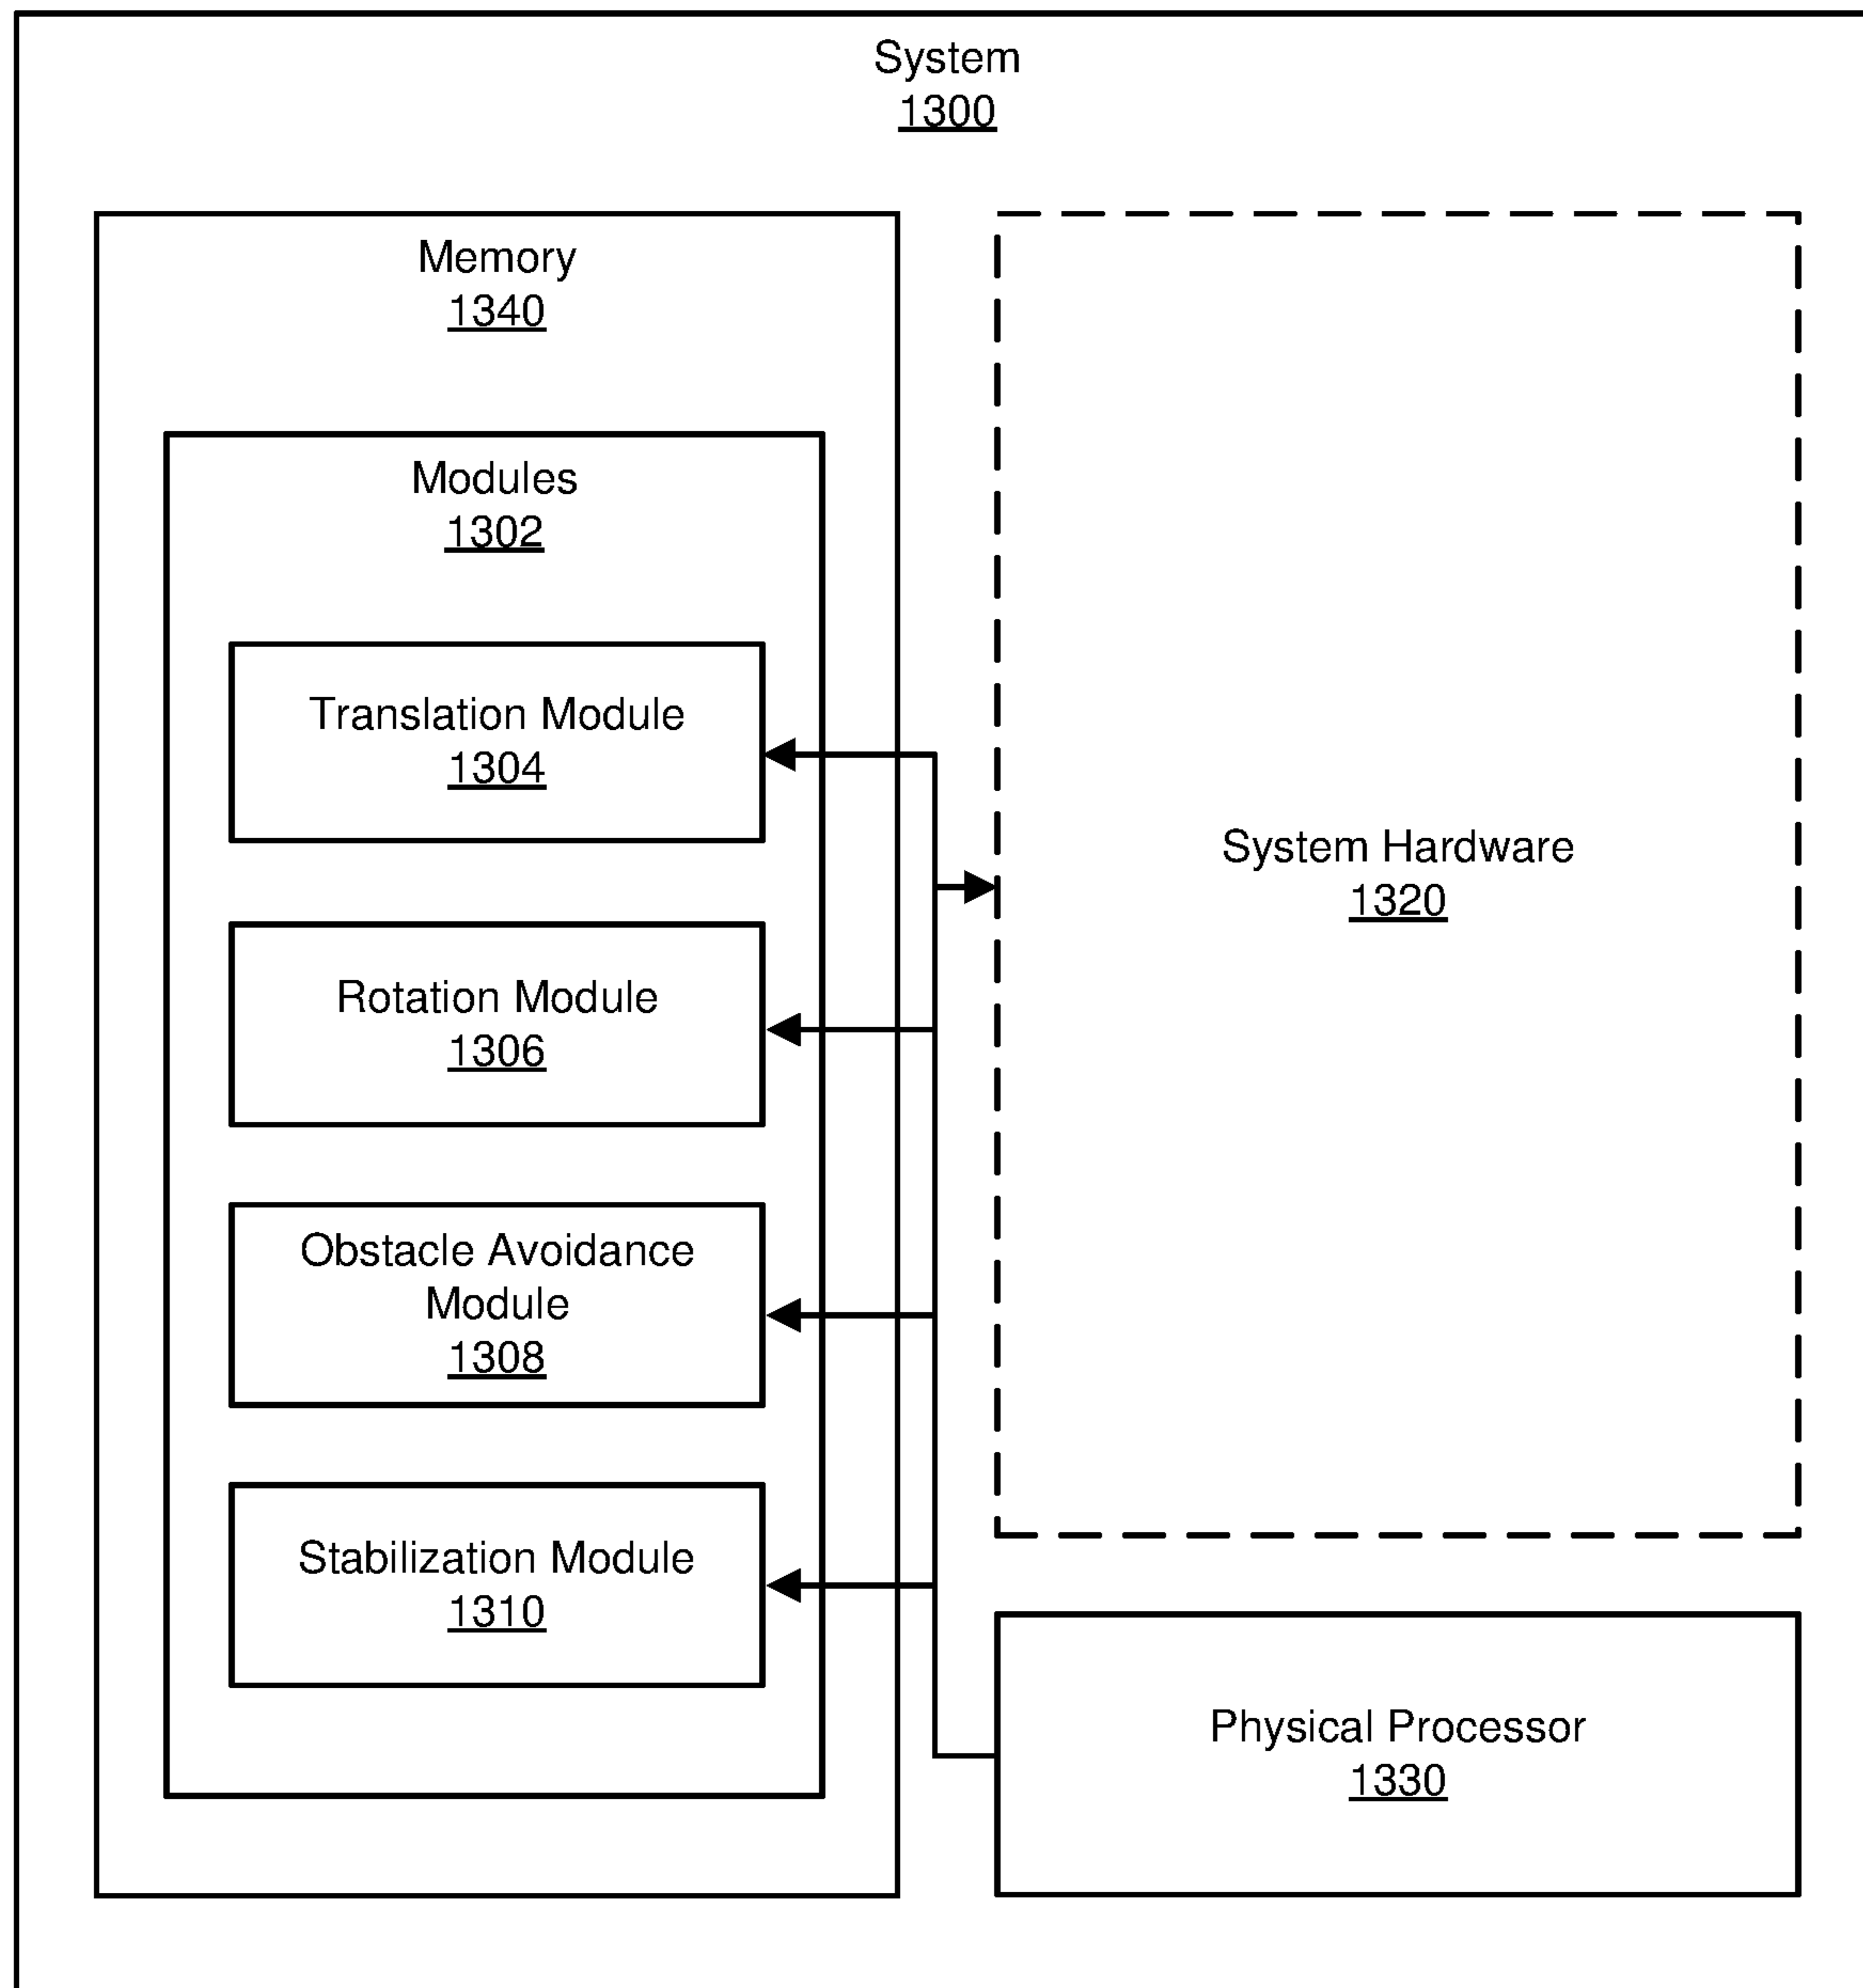 System
1300
Memory
1340
Modules
1302
Translation Module
1304
Rotation Module
1306
Obstacle Avoidance
Module
1308
Stabilization Module
1310
System Hardware
1320
Physical Processor
1330